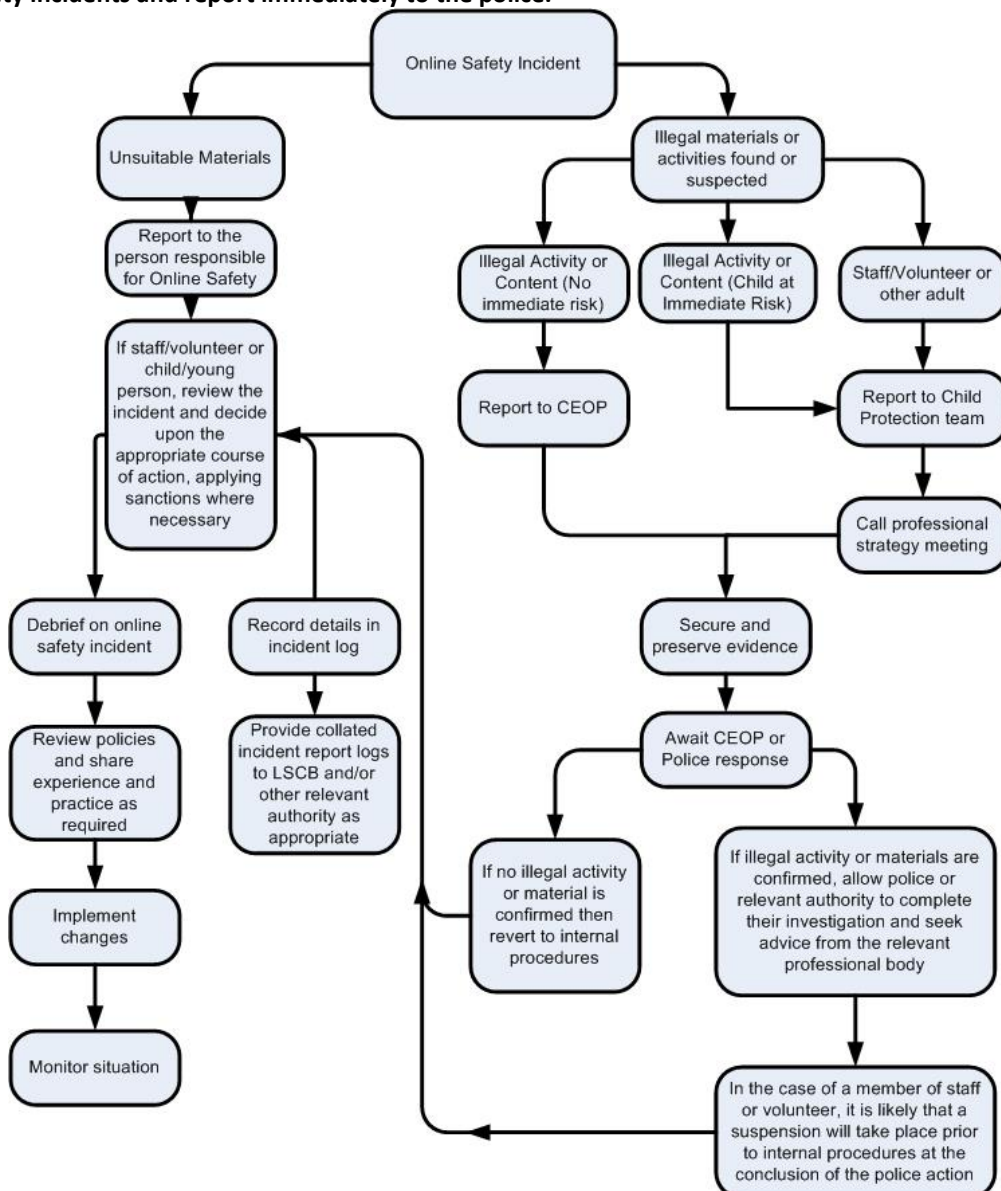 incidents and report immediately to the police.
Online Safety Incident
Unsuitable Materials
Report to the
person responsible
for Online Safety
If staff/volunteer or
child/young
person, review the
incident and decide
upon the
appropriate course
of action, applying
sanctions where
necessary
Debrief on online
safety incident
Review policies
and share
experience and
practice as
required
Implement
changes
Monitor situation
Record details in
incident log
Provide collated
incident report logs
to LSCB and/or
other relevant
authority as
appropriate
Illegal materials or
activities found or
suspected
Illegal Activity or
Content (No
immediate risk)
Illegal Activity or
Content (Child at
Immediate Risk)
Staff/Volunteer or
other adult
Report to CEOP
Report to Child
Protection team
Call professional
strategy meeting
Secure and
preserve evidence
Await CEOP or
Police response
If no illegal activity
or material is
confirmed then
revert to internal
procedures
If illegal activity or materials are
confirmed, allow police or
relevant authority to complete
their investigation and seek
advice from the relevant
professional body
In the case of a member of staff
or volunteer, it is likely that a
suspension will take place prior
to internal procedures at the
conclusion of the police action